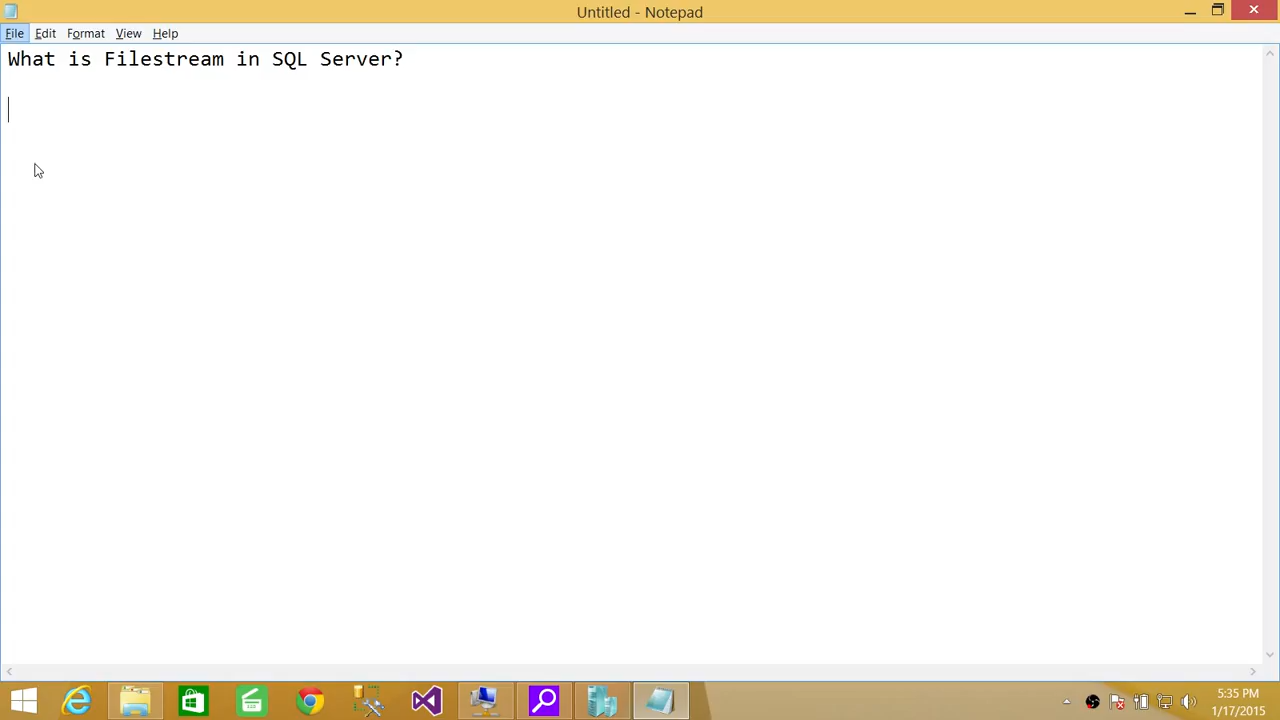 Untitled - Notepad
File Edit Format View Help
What is Filestream in SQL Server?
5:35 PM
1/17/2015